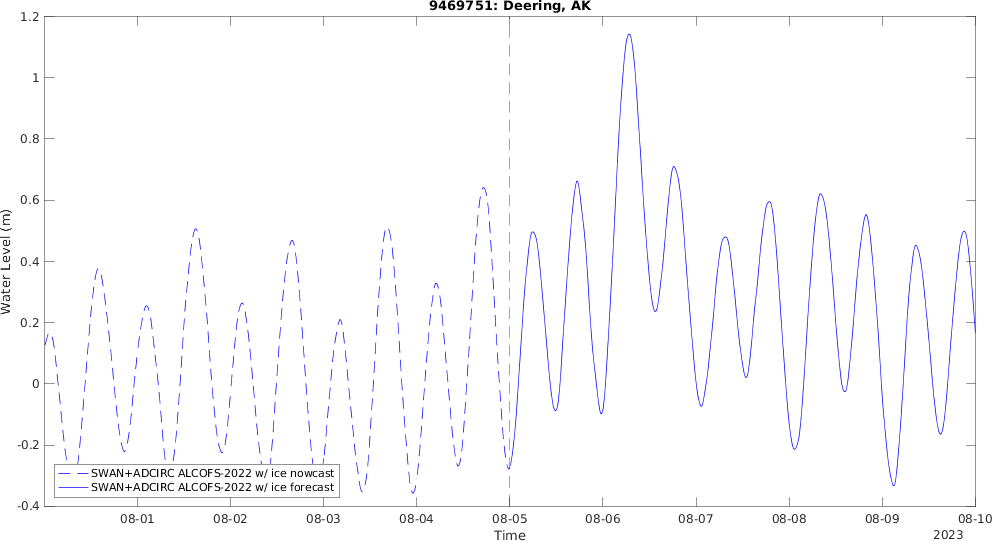 9469751: Deering, AK
1.2
1
0.8
0.6
0.4
0.2
0
-0.2
-0.4
Water Level (m)
SWAN+ADCIRC ALCOFS-2022 w/ ice nowcast
SWAN+ADCIRC ALCOFS-2022 w/ ice forecast
08-01 08-02 08-03 08-04 08-05 08-06 08-07 08-08 08-09 08-10
Time
2023